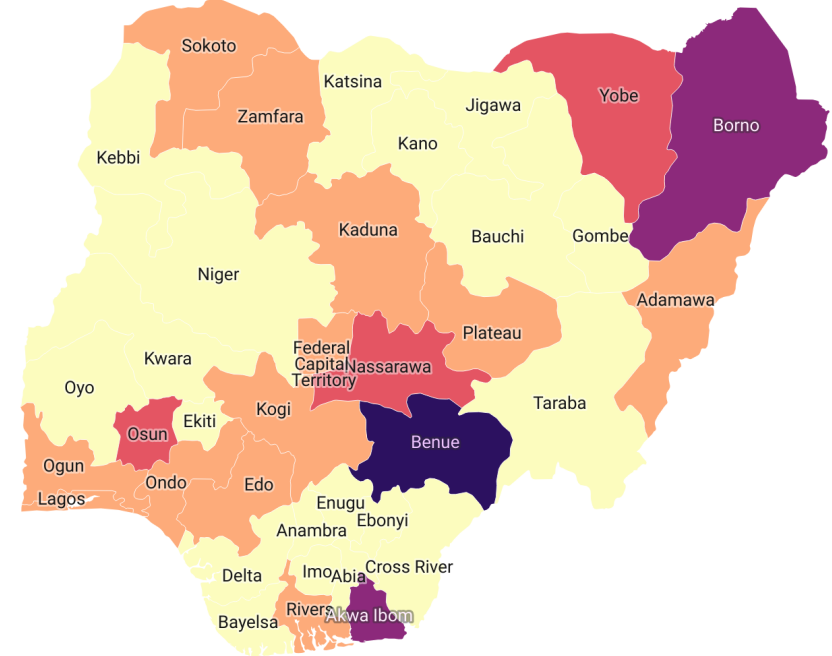 Sokoto
Katsina
Yobe
Jigawa
Zamfara
Borno
Kano
Kebbi
Kaduna
Bauchi
Gombe
Niger
Adamawa
Plateau
Federal
Capital
Territory
Nassarawa
Kwara
Oyo
Taraba
Kogi
Ekiti
Osun
Benue
Ogun
Ondo
Edo
Lagos
Enugu
Ebonyi
Anambra
Cross River
Imo
Abia
Delta
Rivers
Akwa Ibom
Bayelsa